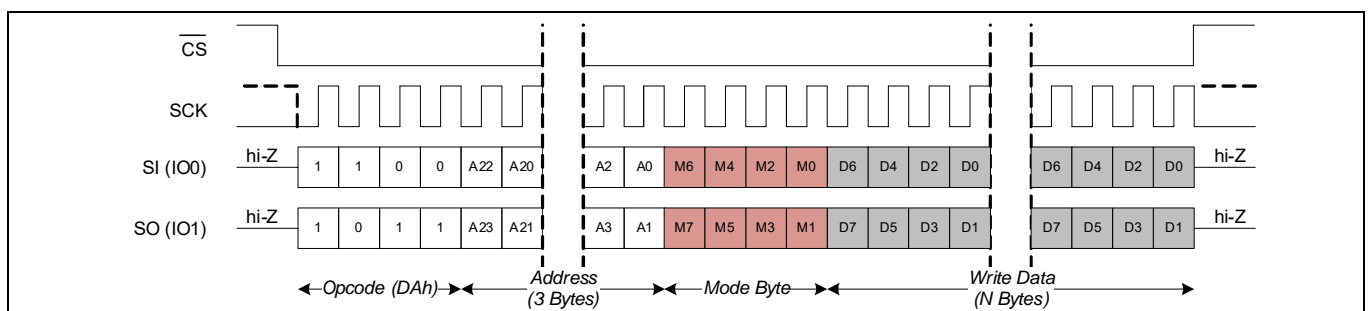 CS
SCK
SI (IO0) hi-Z 1 1 0 0 A22 A20 A2 A0 M6 M4 M2 M0 D6 D4 D2 D0 D6 D4 D2 D0 hi-Z
SO (IO1) hi-Z 1 0 1 1 A23 A21 A3 A1 M7 M5 M3 M1 D7 D5 D3 D1 D7 D5 D3 D1 hi-Z
Opcode (DAh) Address Mode Byte Write Data
(3 Bytes) (N Bytes)